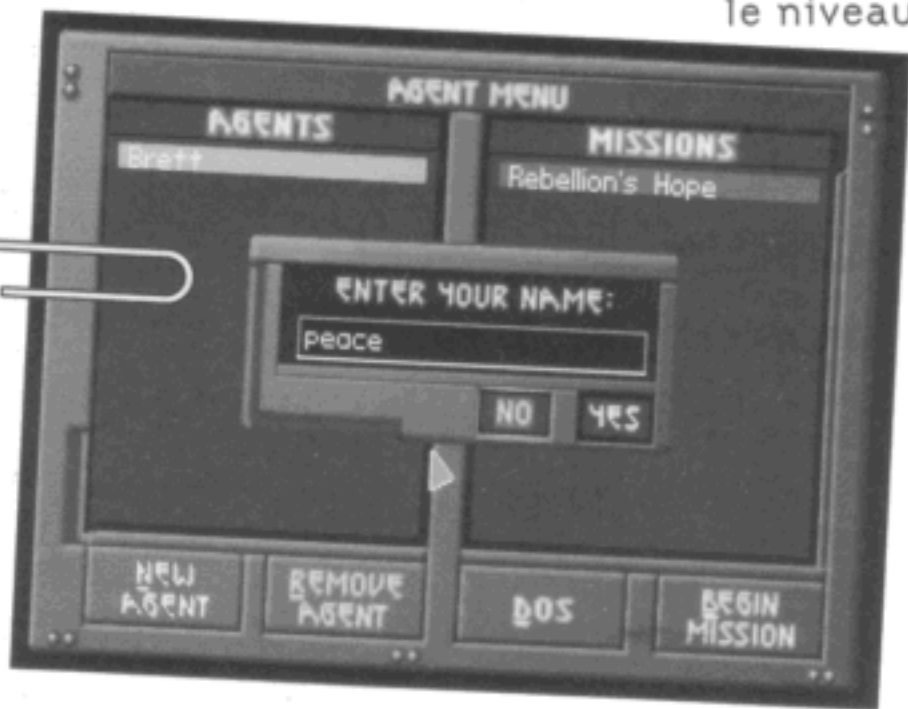 le niveau
AGENT MENU
AGENTS
Brett
MISSIONS
Rebellion's Hope
ENTER YOUR NAME:
peace
NO
YES
NEW
AGENT
REMOVE
AGENT
DOS
BEGIN
MISSION